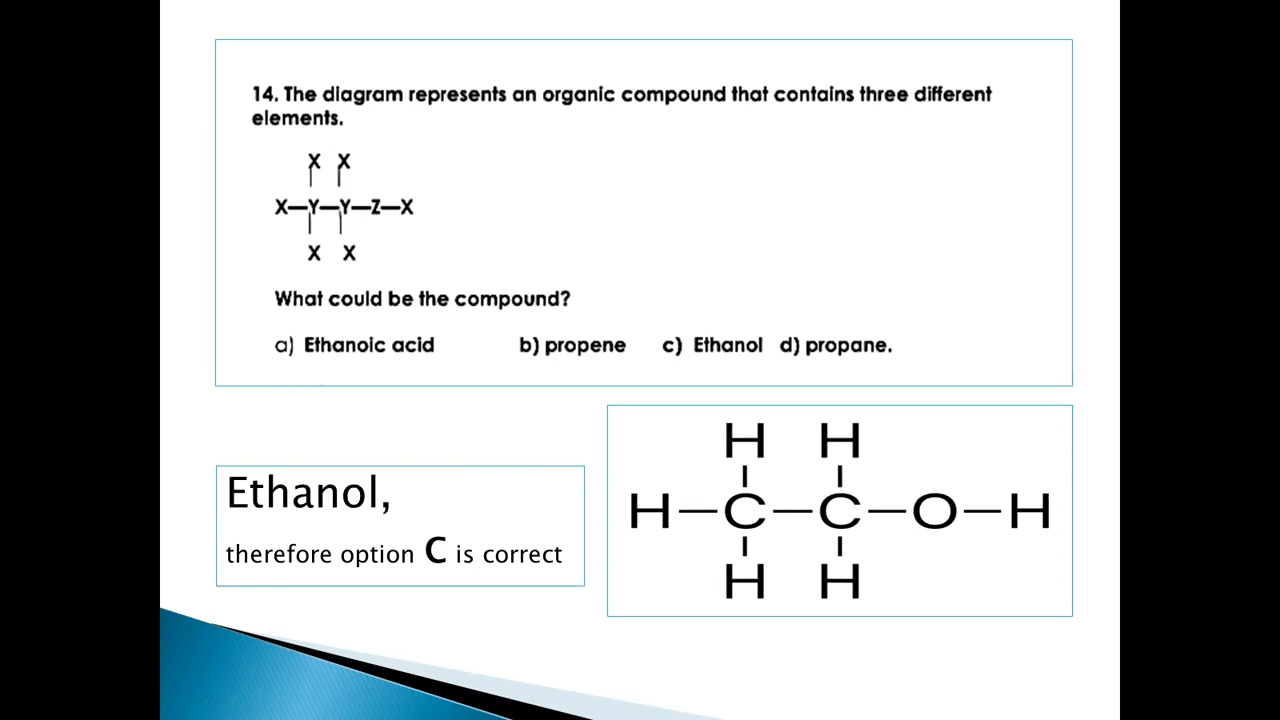 14. The diagram represents an organic compound that contains three different
elements.
X X
X—Y—Y—Z—X
X X
What could be the compound?
a) Ethanoic acid b) propene c) Ethanol d) propane.
Ethanol,
therefore option C is correct
H H
H—C—C—O—H
H H